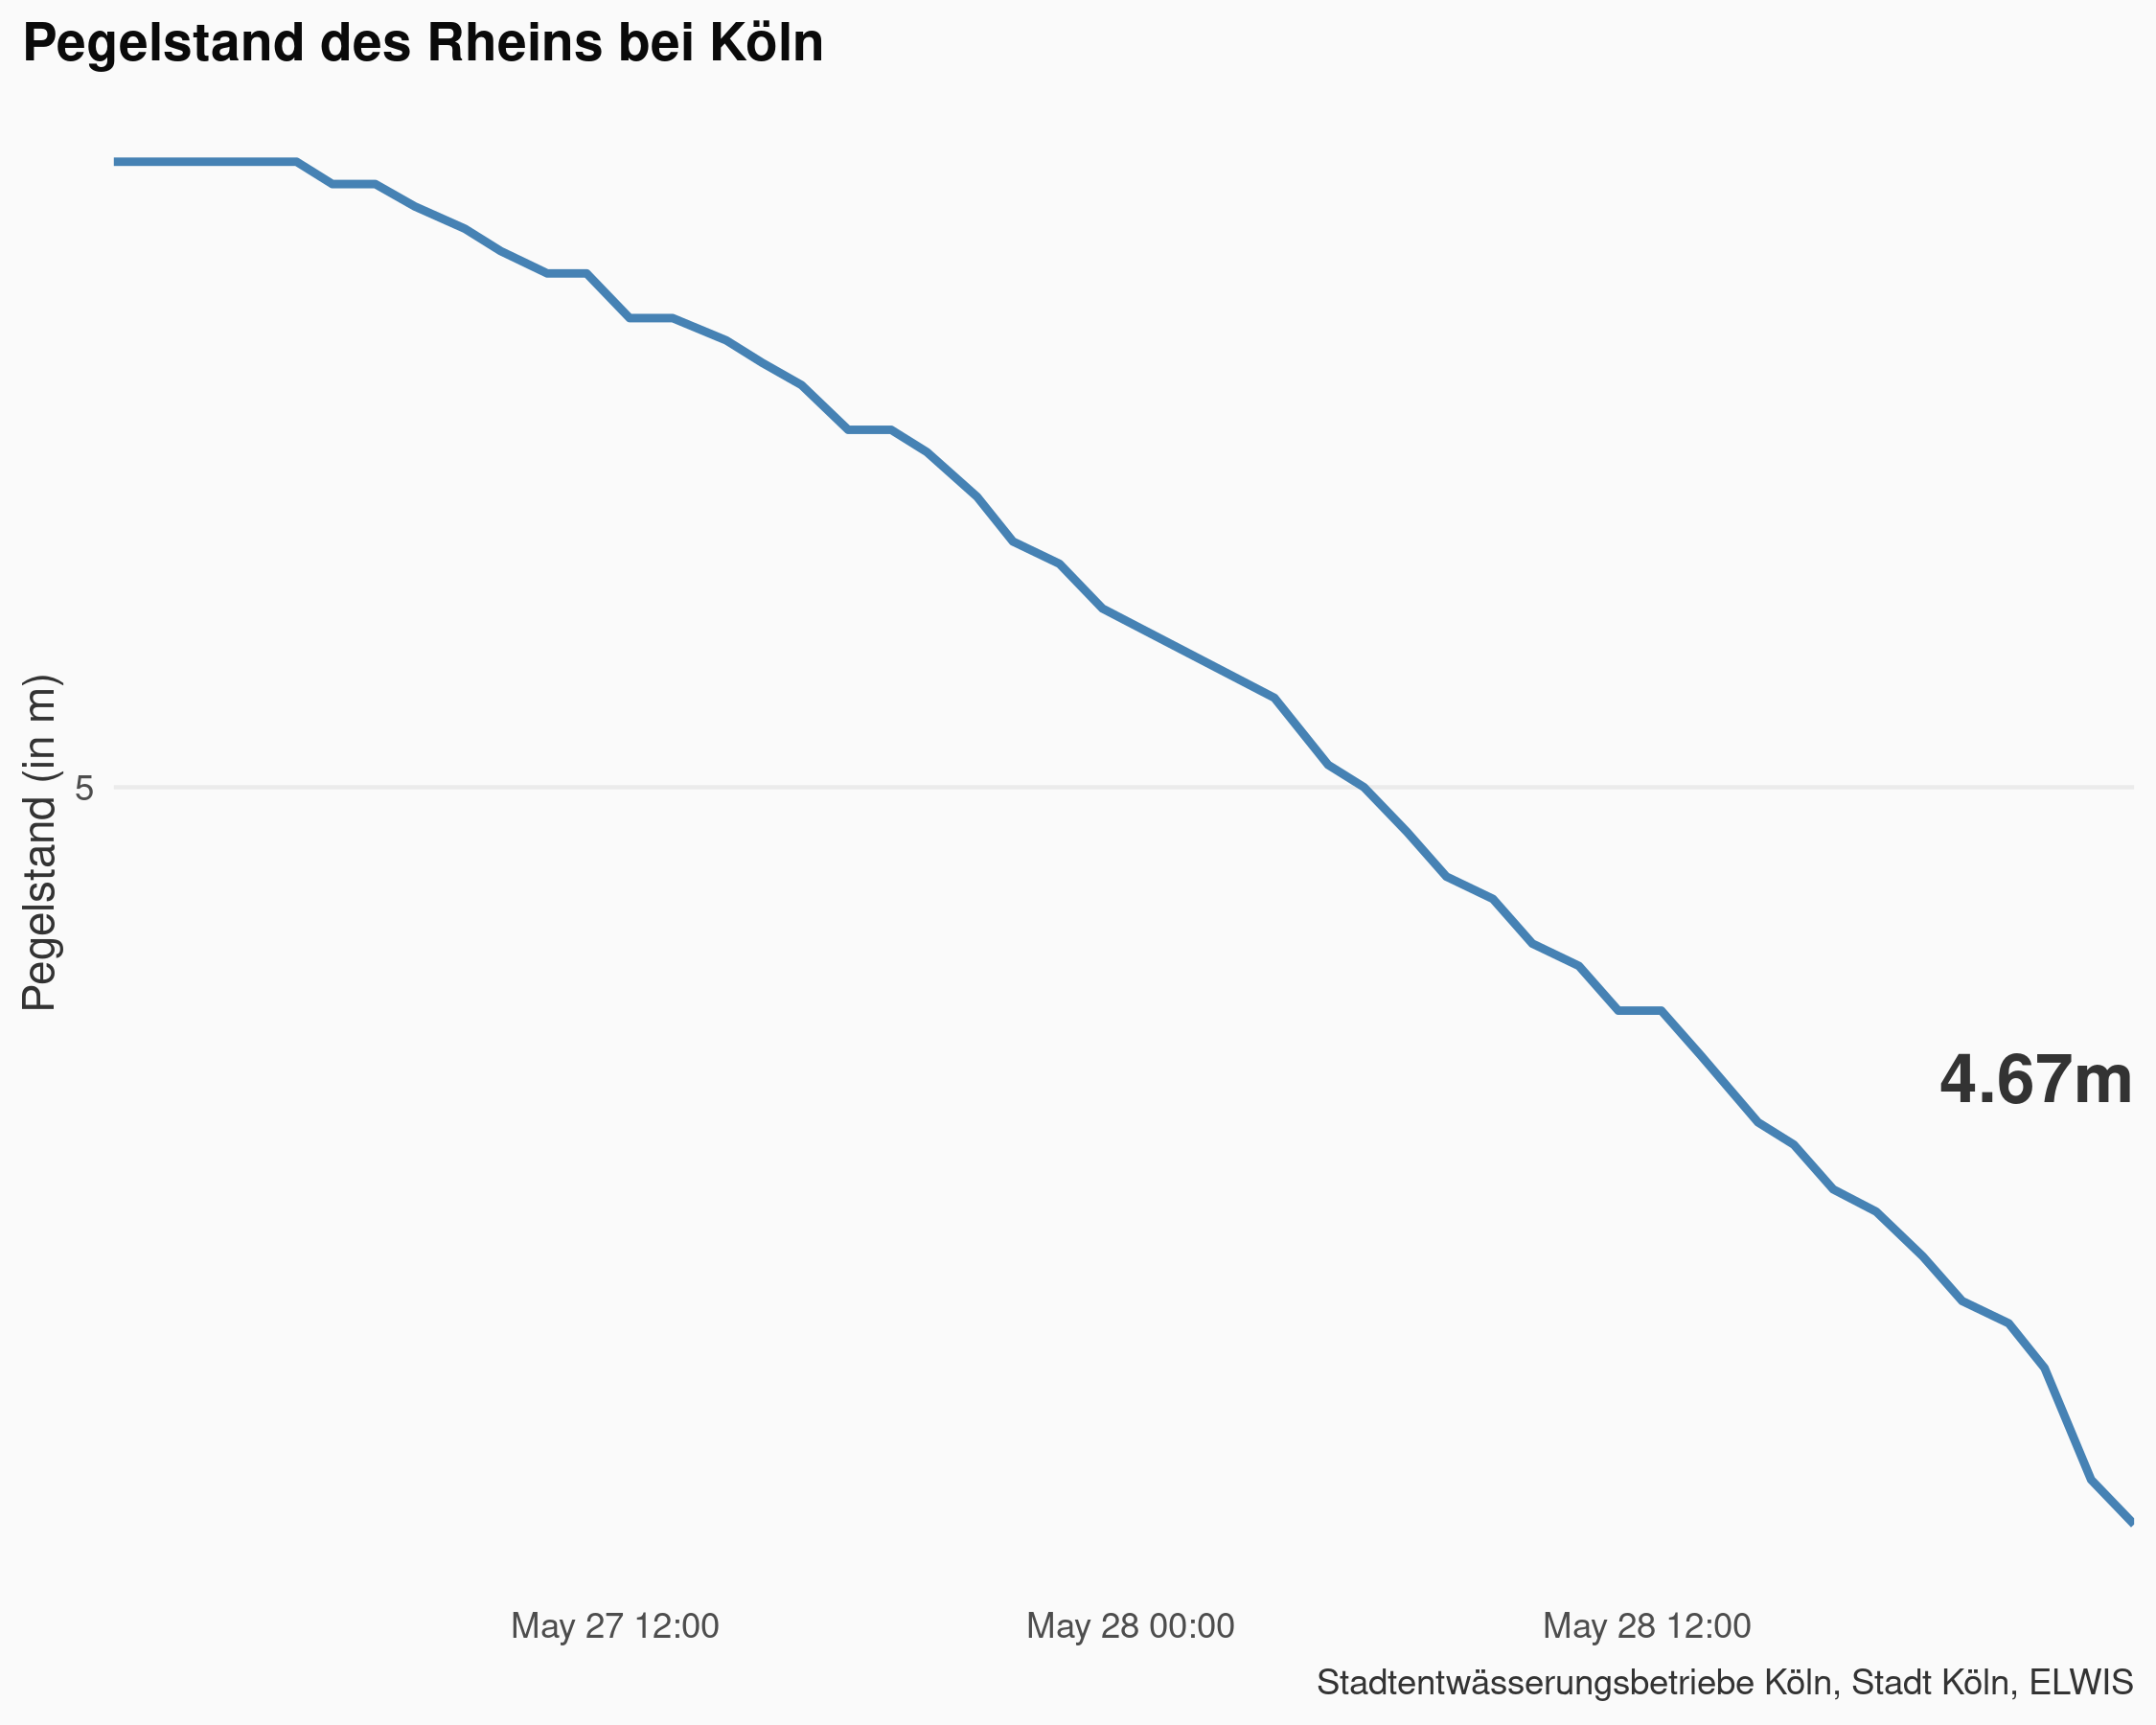 Pegelstand des Rheins bei Köln
Pegelstand (in m)
5
4.67m
May 27 12:00
May 28 00:00
May 28 12:00
Stadtentwässerungsbetriebe Köln, Stadt Köln, ELWIS